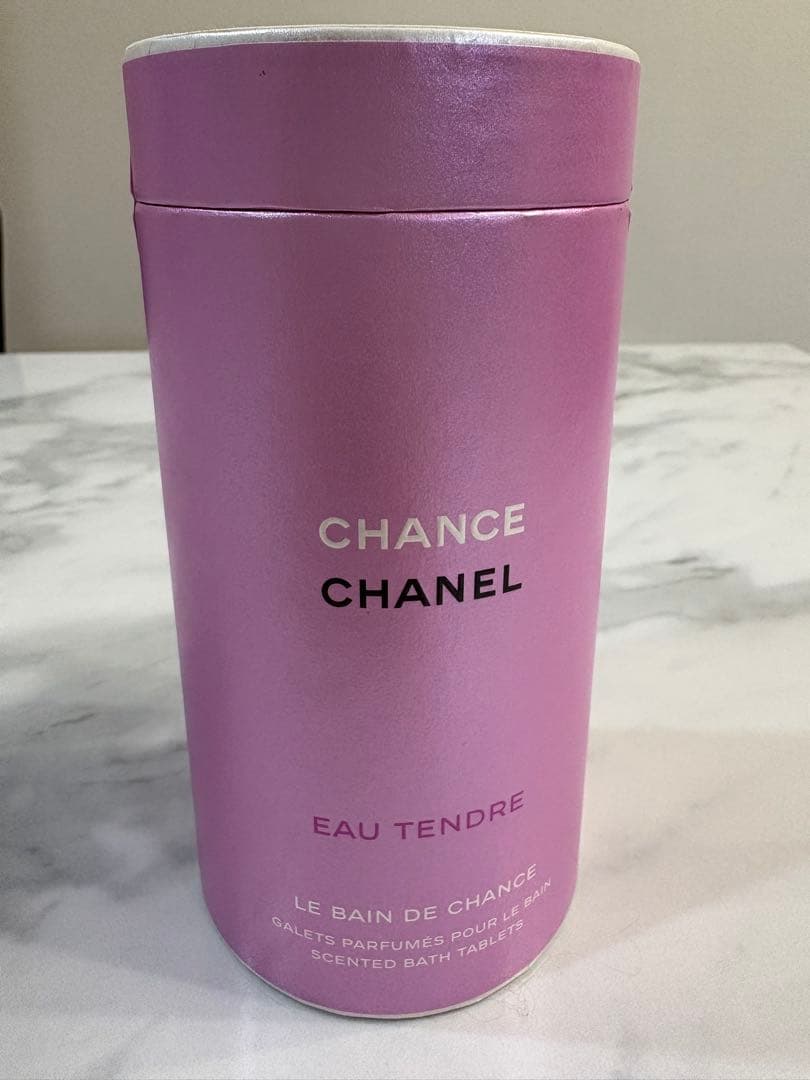 CHANCE
CHANEL
EAU TENDRE
LE BAIN DE CHANCE
GALETS PARFUMÉS POUR LE BAIN
SCENTED BATH TABLETS